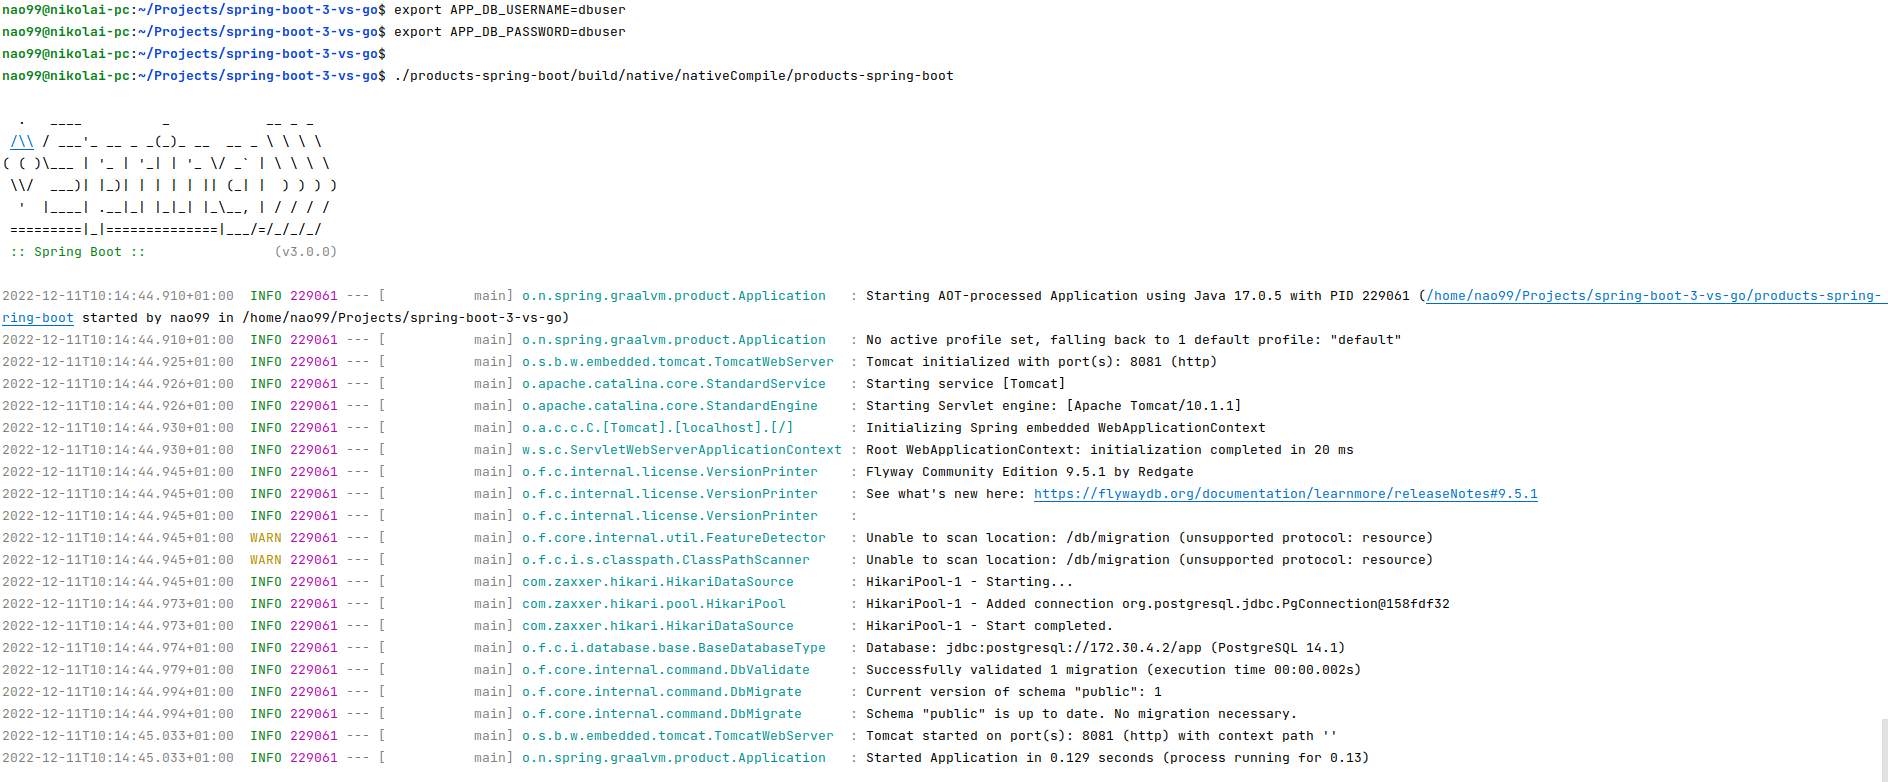 nao99@nikolai-pc:~/Projects/spring-boot-3-vs-go$ export APP_DB_USERNAME=dbuser
nao99@nikolai-pc:~/Projects/spring-boot-3-vs-go$ export APP_DB_PASSWORD=dbuser
nao99@nikolai-pc:~/Projects/spring-boot-3-vs-go$
nao99@nikolai-pc:~/Projects/spring-boot-3-vs-go$ ./products-spring-boot/build/native/nativeCompile/products-spring-boot

  .   ____          _            __ _ _
 /\\ / ___'_ __ _ _(_)_ __  __ _ \ \ \ \
( ( )\___ | '_ | '_| | '_ \/ _` | \ \ \ \
 \\/  ___)| |_)| | | | | || (_| |  ) ) ) )
  '  |____| .__|_| |_|_| |_\__, | / / / /
 =========|_|==============|___/=/_/_/_/
 :: Spring Boot ::                (v3.0.0)

2022-12-11T10:14:44.910+01:00  INFO 229061 --- [           main] o.n.spring.graalvm.product.Application   : Starting AOT-processed Application using Java 17.0.5 with PID 229061 (/home/nao99/Projects/spring-boot-3-vs-go/products-spring-
ring-boot started by nao99 in /home/nao99/Projects/spring-boot-3-vs-go)
2022-12-11T10:14:44.910+01:00  INFO 229061 --- [           main] o.n.spring.graalvm.product.Application   : No active profile set, falling back to 1 default profile: "default"
2022-12-11T10:14:44.925+01:00  INFO 229061 --- [           main] o.s.b.w.embedded.tomcat.TomcatWebServer  : Tomcat initialized with port(s): 8081 (http)
2022-12-11T10:14:44.926+01:00  INFO 229061 --- [           main] o.apache.catalina.core.StandardService   : Starting service [Tomcat]
2022-12-11T10:14:44.926+01:00  INFO 229061 --- [           main] o.apache.catalina.core.StandardEngine    : Starting Servlet engine: [Apache Tomcat/10.1.1]
2022-12-11T10:14:44.930+01:00  INFO 229061 --- [           main] o.a.c.c.C.[Tomcat].[localhost].[/]       : Initializing Spring embedded WebApplicationContext
2022-12-11T10:14:44.930+01:00  INFO 229061 --- [           main] w.s.c.ServletWebServerApplicationContext : Root WebApplicationContext: initialization completed in 20 ms
2022-12-11T10:14:44.945+01:00  INFO 229061 --- [           main] o.f.c.internal.license.VersionPrinter    : Flyway Community Edition 9.5.1 by Redgate
2022-12-11T10:14:44.945+01:00  INFO 229061 --- [           main] o.f.c.internal.license.VersionPrinter    : See what's new here: https://flywaydb.org/documentation/learnmore/releaseNotes#9.5.1
2022-12-11T10:14:44.945+01:00  INFO 229061 --- [           main] o.f.c.internal.license.VersionPrinter    :
2022-12-11T10:14:44.945+01:00  WARN 229061 --- [           main] o.f.core.internal.util.FeatureDetector   : Unable to scan location: /db/migration (unsupported protocol: resource)
2022-12-11T10:14:44.945+01:00  WARN 229061 --- [           main] o.f.c.i.s.classpath.ClassPathScanner     : Unable to scan location: /db/migration (unsupported protocol: resource)
2022-12-11T10:14:44.945+01:00  INFO 229061 --- [           main] com.zaxxer.hikari.HikariDataSource       : HikariPool-1 - Starting...
2022-12-11T10:14:44.973+01:00  INFO 229061 --- [           main] com.zaxxer.hikari.pool.HikariPool        : HikariPool-1 - Added connection org.postgresql.jdbc.PgConnection@158fdf32
2022-12-11T10:14:44.973+01:00  INFO 229061 --- [           main] com.zaxxer.hikari.HikariDataSource       : HikariPool-1 - Start completed.
2022-12-11T10:14:44.974+01:00  INFO 229061 --- [           main] o.f.c.i.database.base.BaseDatabaseType   : Database: jdbc:postgresql://172.30.4.2/app (PostgreSQL 14.1)
2022-12-11T10:14:44.979+01:00  INFO 229061 --- [           main] o.f.core.internal.command.DbValidate     : Successfully validated 1 migration (execution time 00:00.002s)
2022-12-11T10:14:44.994+01:00  INFO 229061 --- [           main] o.f.core.internal.command.DbMigrate      : Current version of schema "public": 1
2022-12-11T10:14:44.994+01:00  INFO 229061 --- [           main] o.f.core.internal.command.DbMigrate      : Schema "public" is up to date. No migration necessary.
2022-12-11T10:14:45.033+01:00  INFO 229061 --- [           main] o.s.b.w.embedded.tomcat.TomcatWebServer  : Tomcat started on port(s): 8081 (http) with context path ''
2022-12-11T10:14:45.033+01:00  INFO 229061 --- [           main] o.n.spring.graalvm.product.Application   : Started Application in 0.129 seconds (process running for 0.13)